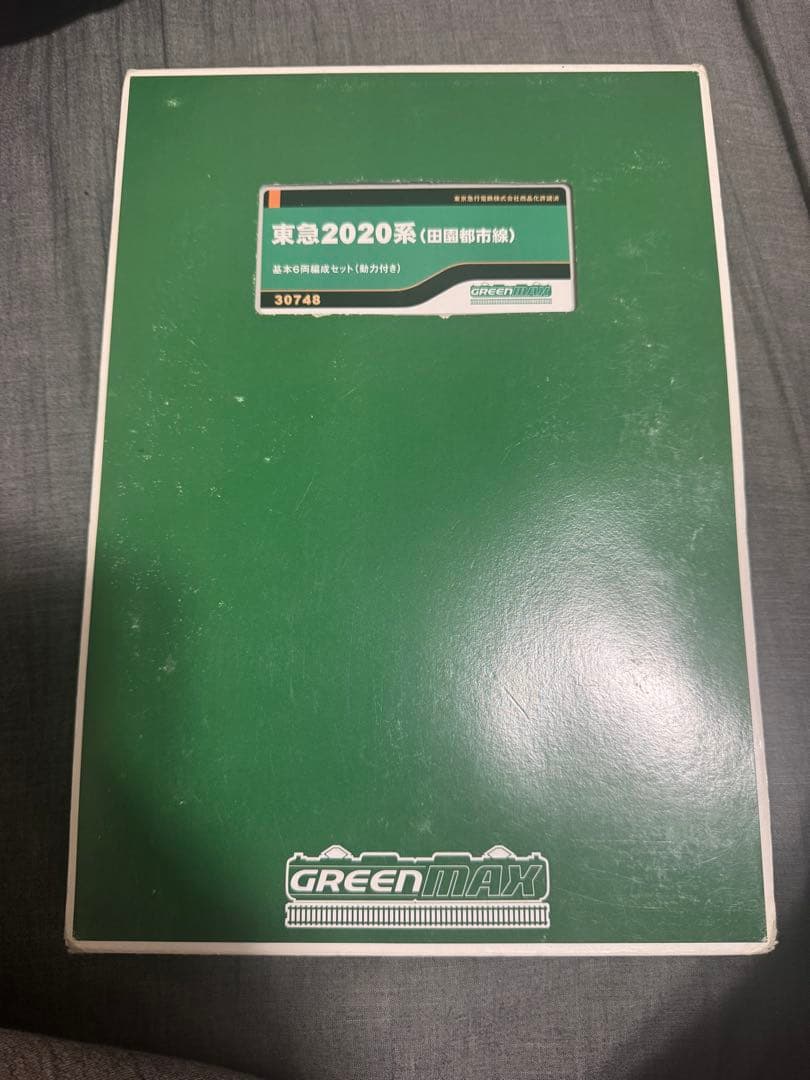 東京急行電鉄株式会社商品化許諾済
東急2020系(田園都市線)
基本6両編成セット(動力付き)
30748
GREENMAX
GREENMAX